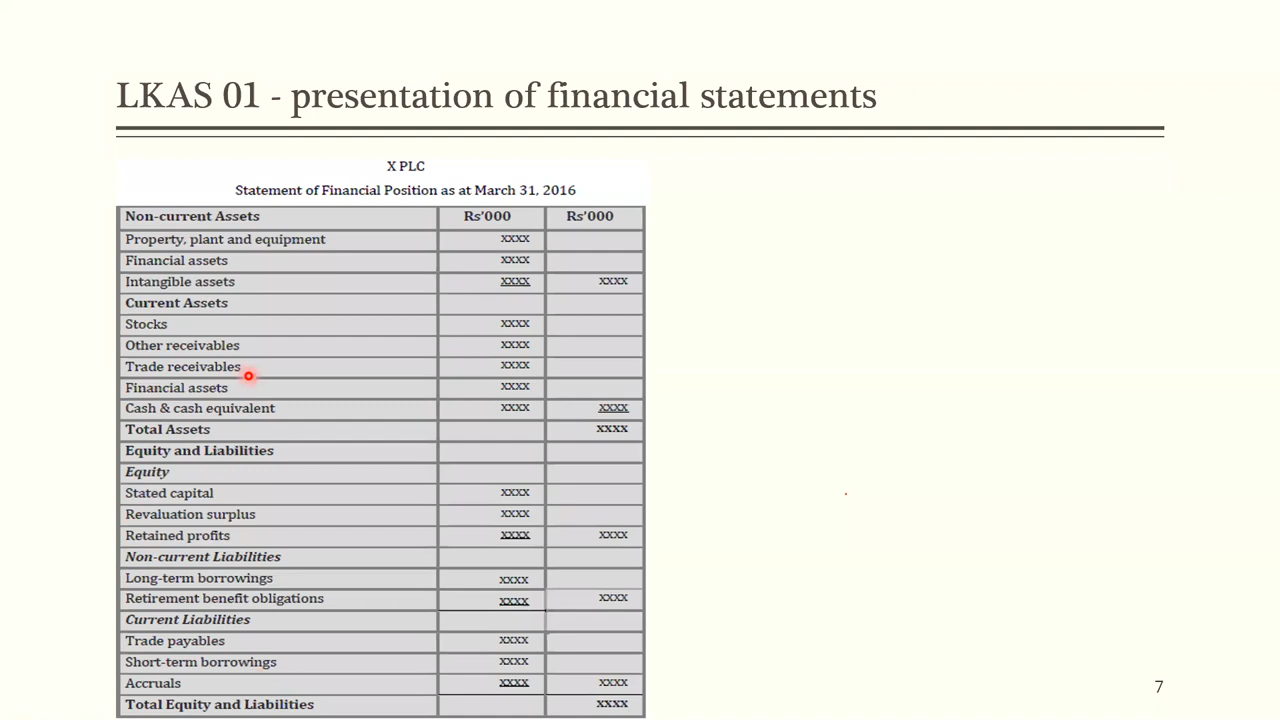 LKAS 01 - presentation of financial statements
X PLC
Statement of Financial Position as at March 31, 2016
Non-current Assets Rs'000 Rs'000
Property, plant and equipment xxxx
Financial assets xxxx
Intangible assets xxxx xxxx
Current Assets
Stocks xxxx
Other receivables xxxx
Trade receivables xxxx
Financial assets xxxx
Cash & cash equivalent xxxx xxxx
Total Assets xxxx
Equity and Liabilities
Equity
Stated capital xxxx
Revaluation surplus xxxx
Retained profits xxxx xxxx
Non-current Liabilities
Long-term borrowings xxxx
Retirement benefit obligations xxxx xxxx
Current Liabilities
Trade payables xxxx
Short-term borrowings xxxx
Accruals xxxx xxxx
Total Equity and Liabilities xxxx
7